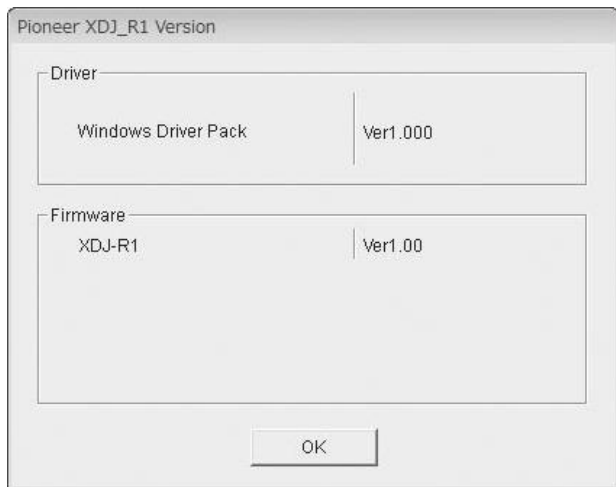 Pioneer XDJ_R1 Version
Driver
Windows Driver Pack Ver1.000
Firmware
XDJ-R1 Ver1.00
OK